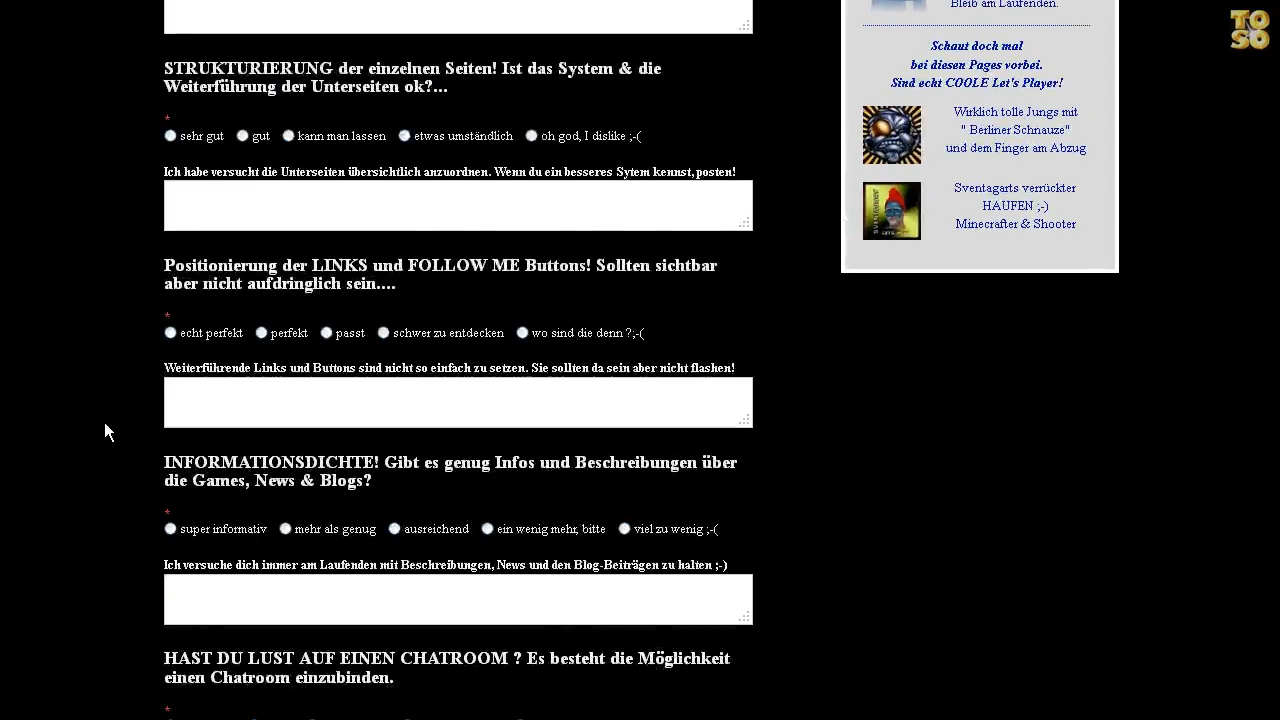 Bleib am Laufenden.
TO
SO
STRUKTURIERUNG der einzelnen Seiten! Ist das System & die
Weiterführung der Unterseiten ok?...
*
sehr gut gut kann man lassen etwas umständlich oh god, I dislike ;-(
Ich habe versucht die Unterseiten übersichtlich anzuordnen. Wenn du ein besseres Sytem kennst, posten!
Positionierung der LINKS und FOLLOW ME Buttons! Sollten sichtbar
aber nicht aufdringlich sein....
*
echt perfekt perfekt passt schwer zu entdecken wo sind die denn ?;-(
Weiterführende Links und Buttons sind nicht so einfach zu setzen. Sie sollten da sein aber nicht flashen!
INFORMATIONSDICHTE! Gibt es genug Infos und Beschreibungen über
die Games, News & Blogs?
*
super informativ mehr als genug ausreichend ein wenig mehr, bitte viel zu wenig ;-(
Ich versuche dich immer am Laufenden mit Beschreibungen, News und den Blog-Beiträgen zu halten ;-)
HAST DU LUST AUF EINEN CHATROOM ? Es besteht die Möglichkeit
einen Chatroom einzubinden.
*
Schaut doch mal
bei diesen Pages vorbei.
Sind echt COOLE Let's Player!
Wirklich tolle Jungs mit
" Berliner Schnauze"
und dem Finger am Abzug
Sventagarts verrückter
HAUFEN ;-)
Minecrafter & Shooter